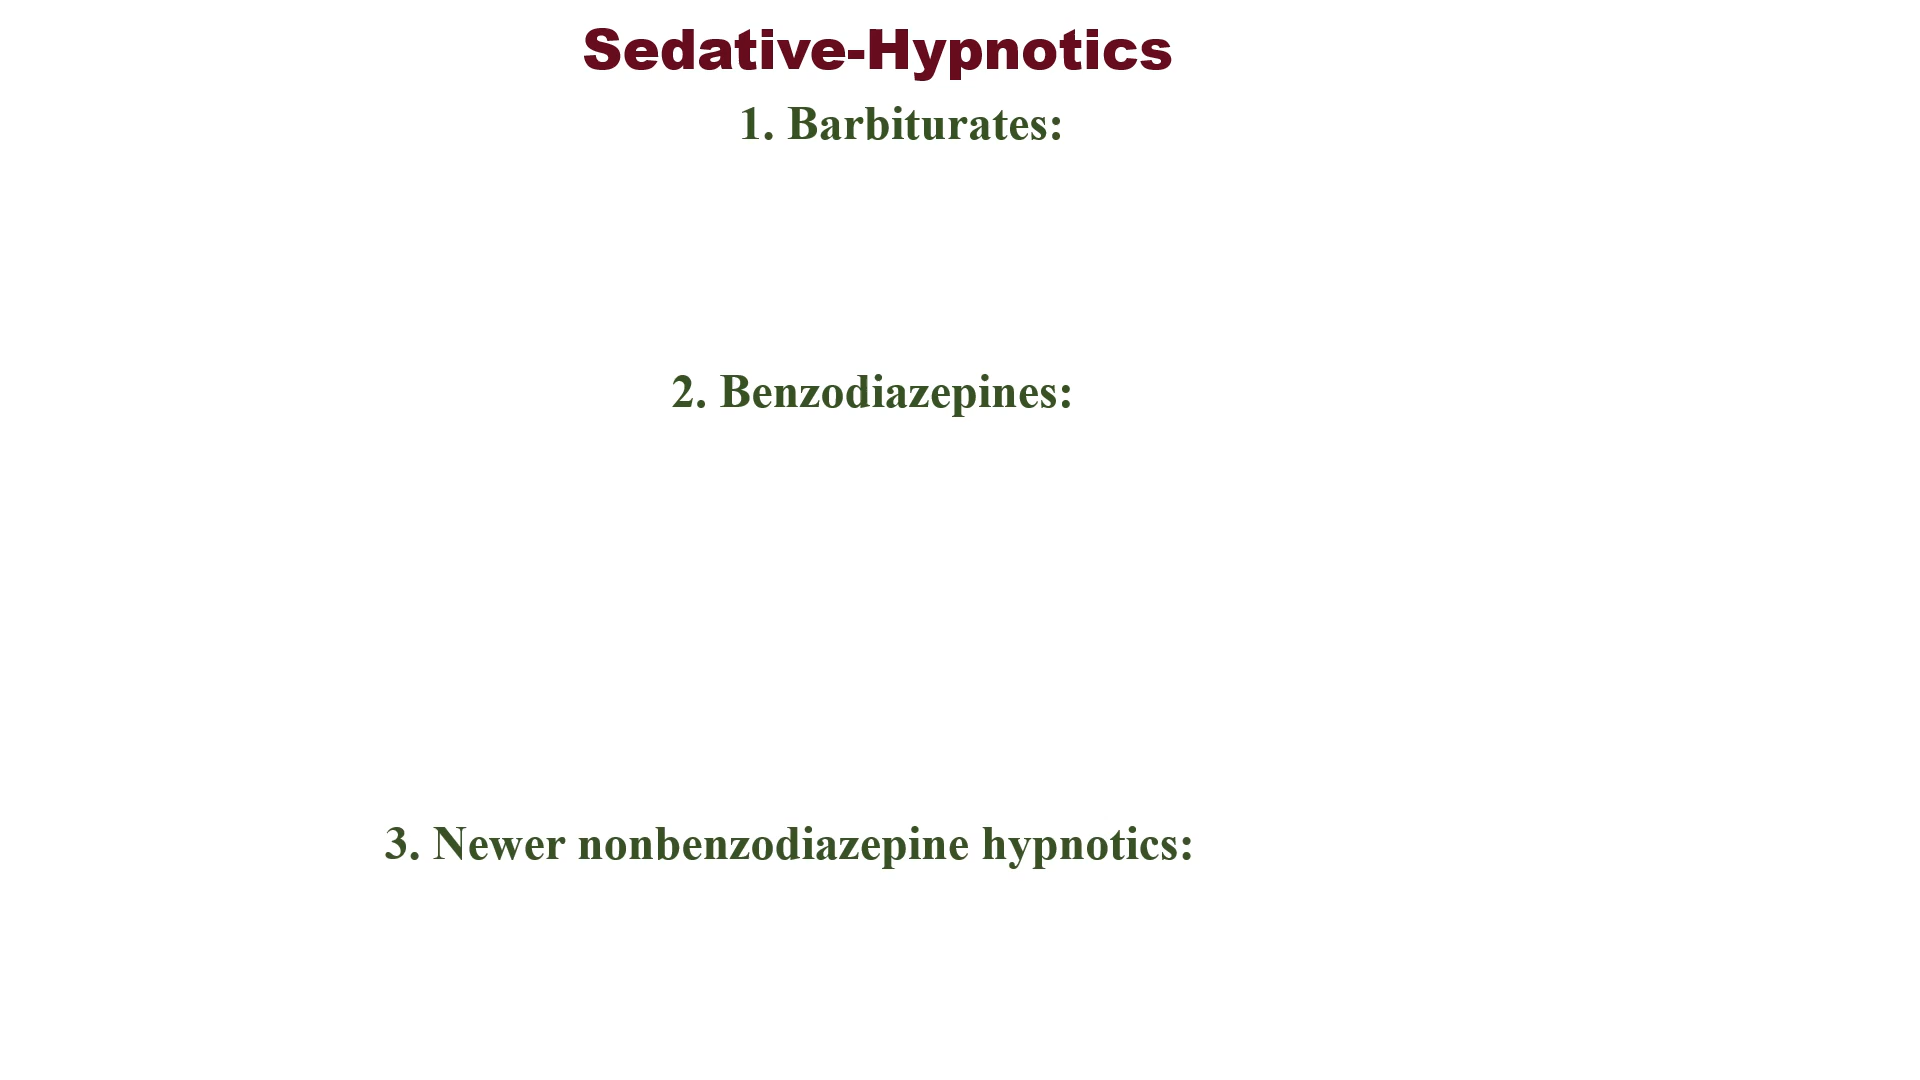 Sedative-Hypnotics
1. Barbiturates:
2. Benzodiazepines:
3. Newer nonbenzodiazepine hypnotics: